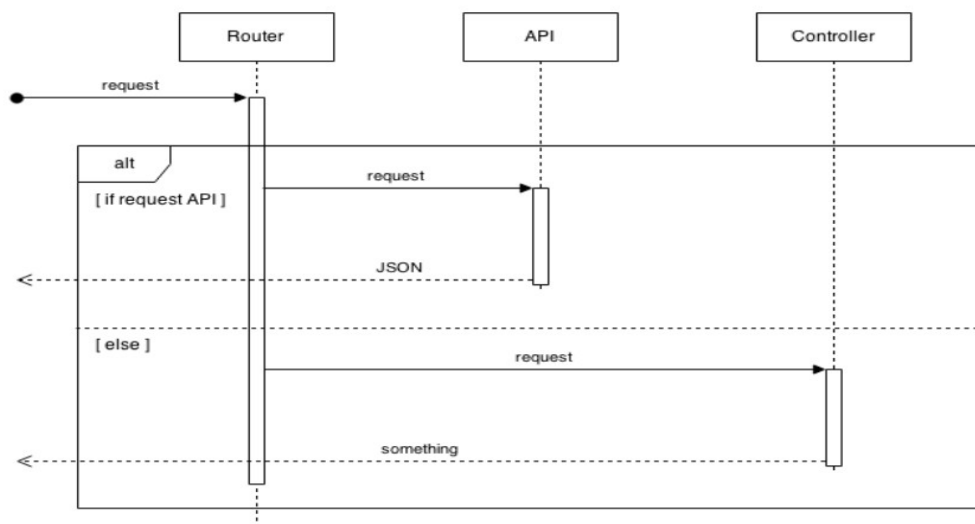 Router
API
Controller
request
alt
request
[ if request API ]
JSON
[ else ]
request
something